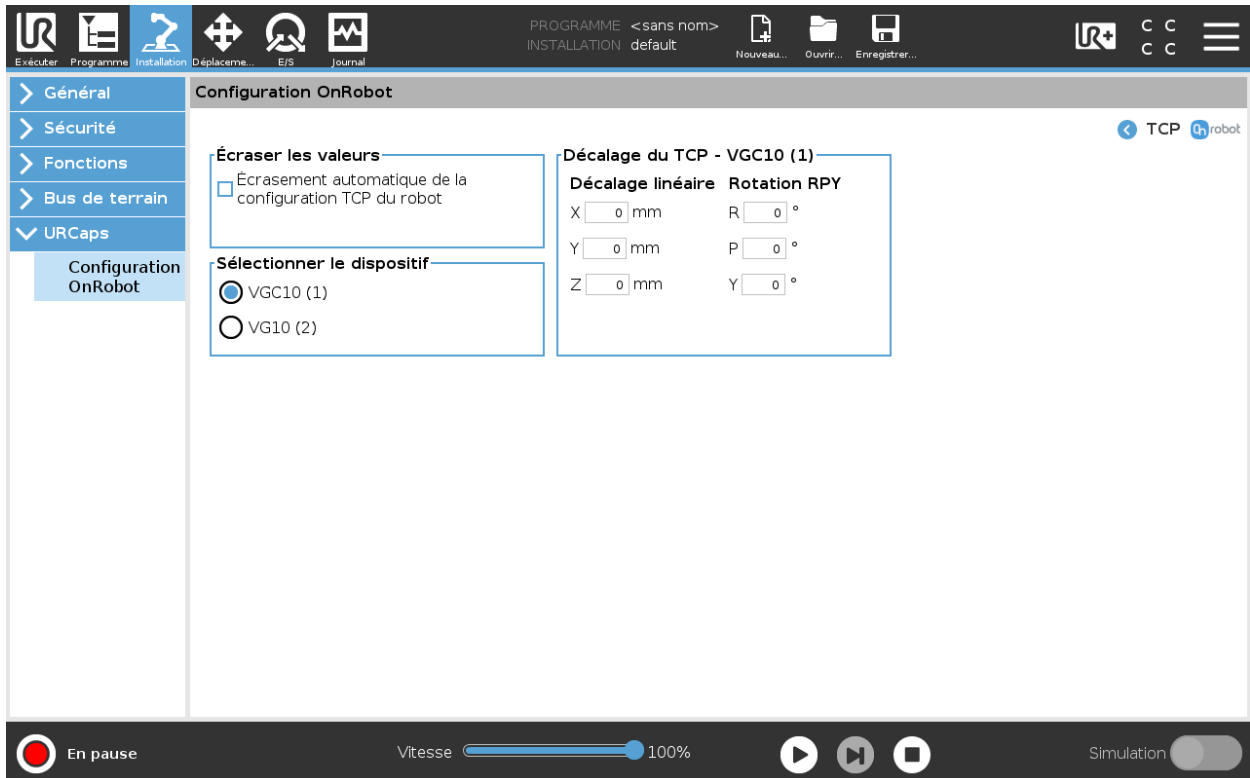 PROGRAMME <sans nom>
INSTALLATION default
Exécuter Programme Installation Déplaceme... E/S Journal
Nouveau... Ouvrir... Enregistrer...
UR+
C C
C C
Général
Sécurité
Fonctions
Bus de terrain
URCaps
Configuration
OnRobot
Configuration OnRobot
TCP On robot
Écraser les valeurs
Écrasement automatique de la
configuration TCP du robot
Sélectionner le dispositif
VGC10 (1)
VG10 (2)
Décalage du TCP - VGC10 (1)
Décalage linéaire Rotation RPY
X 0 mm R 0 °
Y 0 mm P 0 °
Z 0 mm Y 0 °
En pause
Vitesse 100%
Simulation